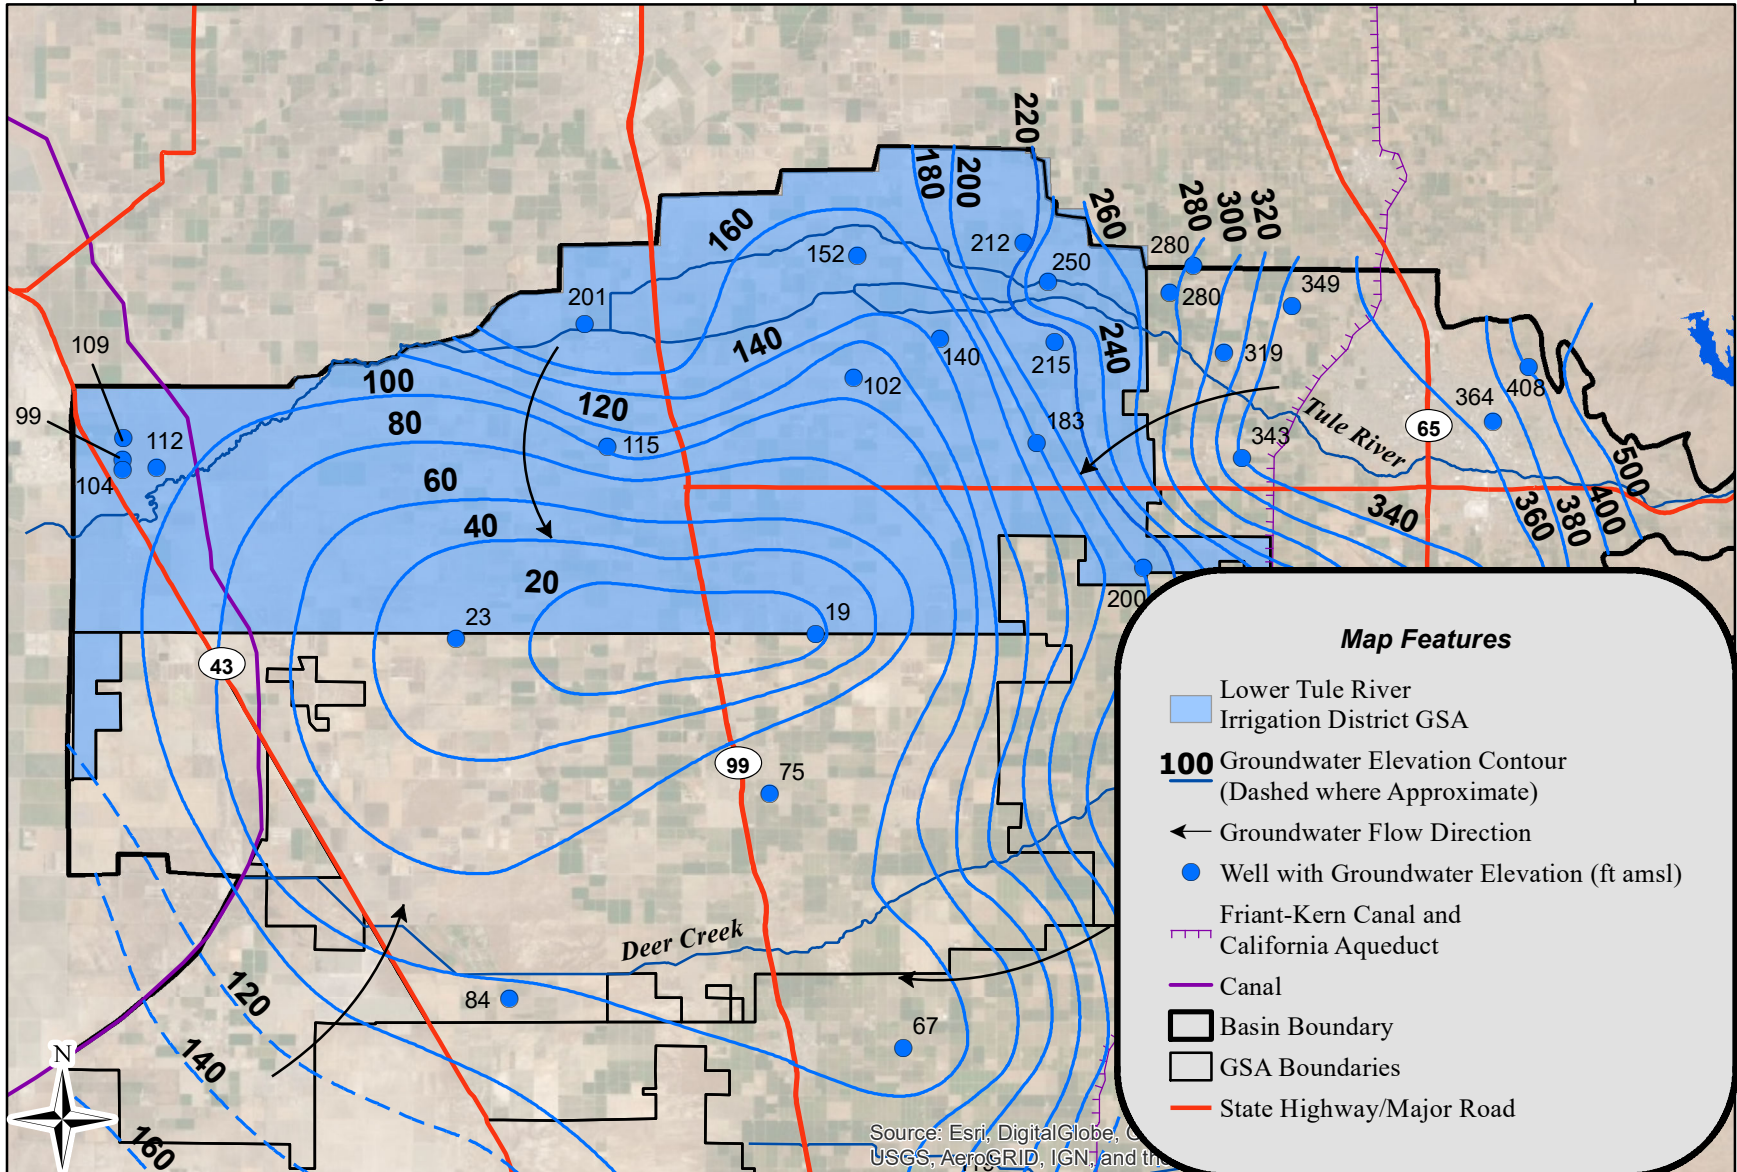 220
180
200
160
260
280
300
320
152
212
250
280
280
349
201
140
240
109
100
140
215
319
102
120
364
408
99
80
112
115
183
343
Tule River
65
104
60
500
40
340
360
380
400
20
200
23
19
43
99
75
Deer Creek
84
120
67
140
N
160
Map Features
Lower Tule River
Irrigation District GSA
100 Groundwater Elevation Contour
(Dashed where Approximate)
Groundwater Flow Direction
Well with Groundwater Elevation (ft amsl)
Friant-Kern Canal and
California Aqueduct
Canal
Basin Boundary
GSA Boundaries
State Highway/Major Road
Source: Esri, DigitalGlobe,
USGS, AeroGRID, IGN, and